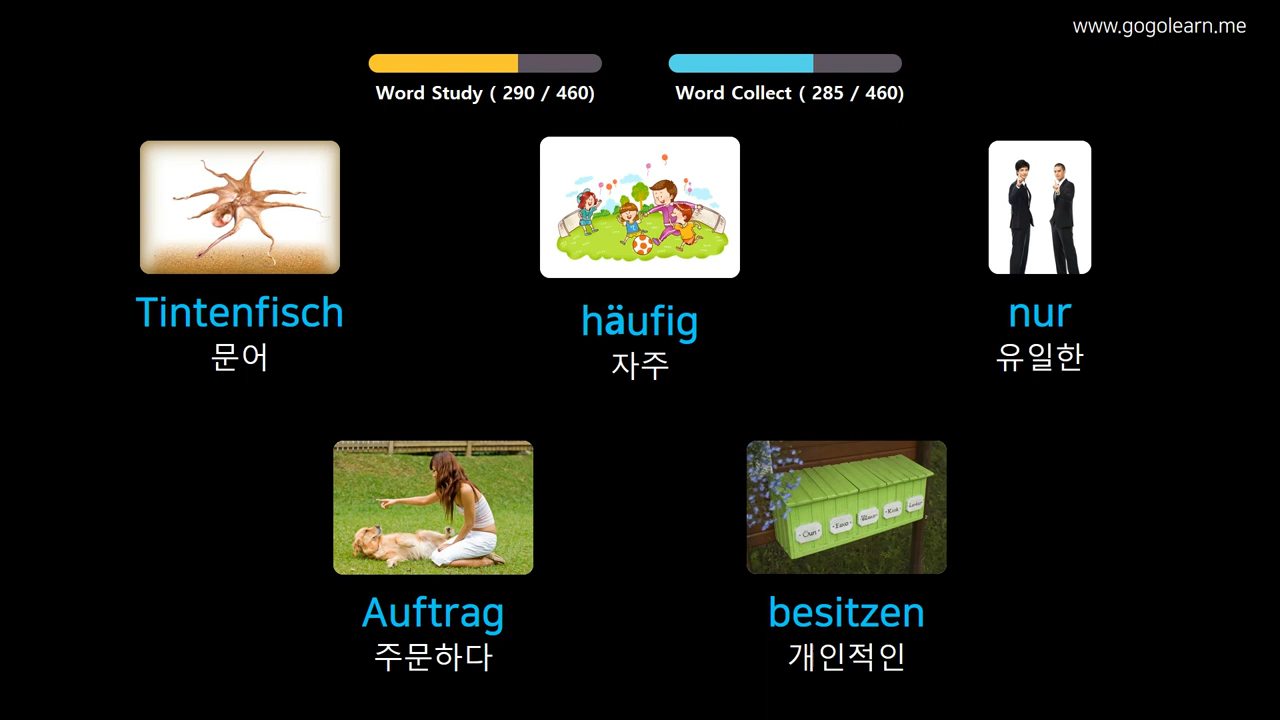 www.gogolearn.me
Word Study ( 290 / 460)
Word Collect ( 285 / 460)
Tintenfisch
문어
häufig
자주
nur
유일한
Auftrag
주문하다
besitzen
개인적인